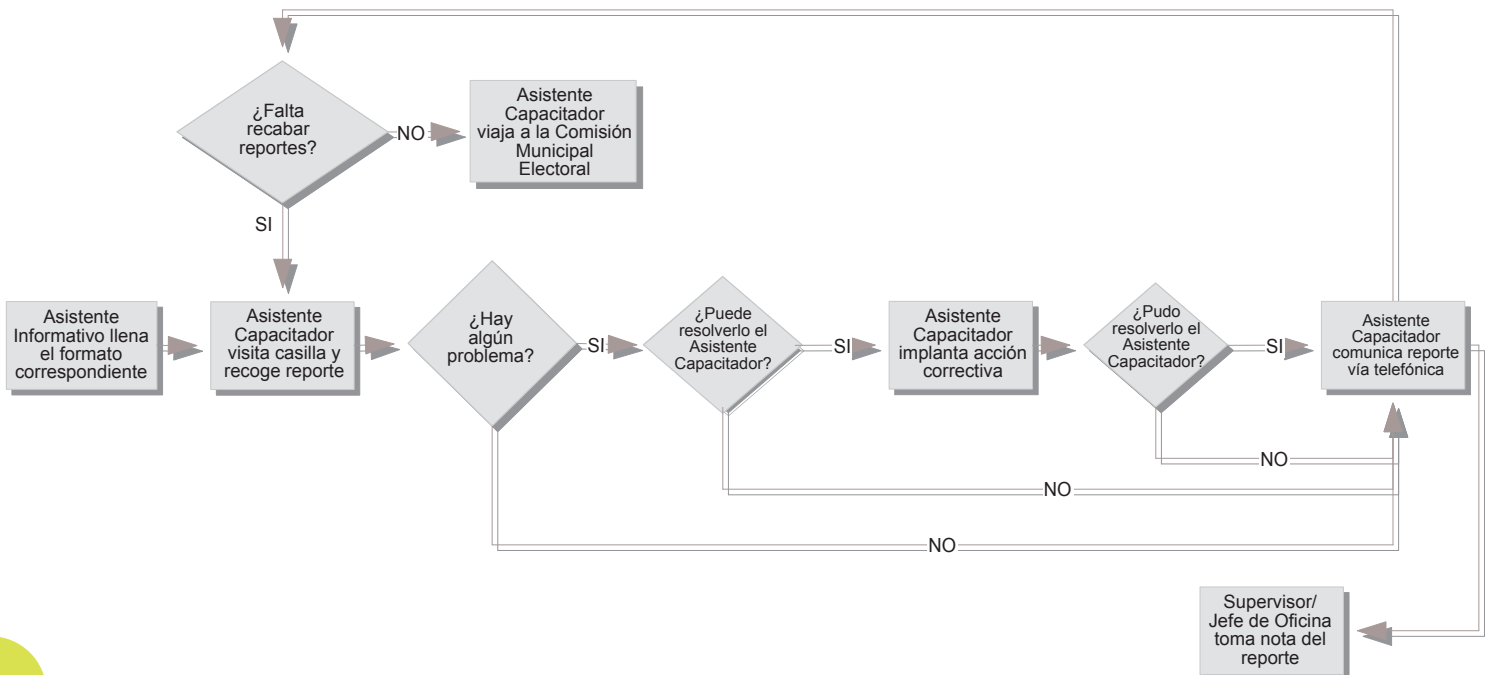 ¿Falta
recabar
reportes?
NO
Asistente
Capacitador
viaja a la Comisión
Municipal
Electoral
SI
Asistente
Informativo llena
el formato
correspondiente
Asistente
Capacitador
visita casilla y
recoge reporte
¿Hay
algún
problema?
SI
¿Puede
resolverlo el
Asistente
Capacitador?
SI
Asistente
Capacitador
implanta acción
correctiva
¿Pudo
resolverlo el
Asistente
Capacitador?
SI
Asistente
Capacitador
comunica reporte
vía telefónica
NO
NO
NO
Supervisor/
Jefe de Oficina
toma nota del
reporte